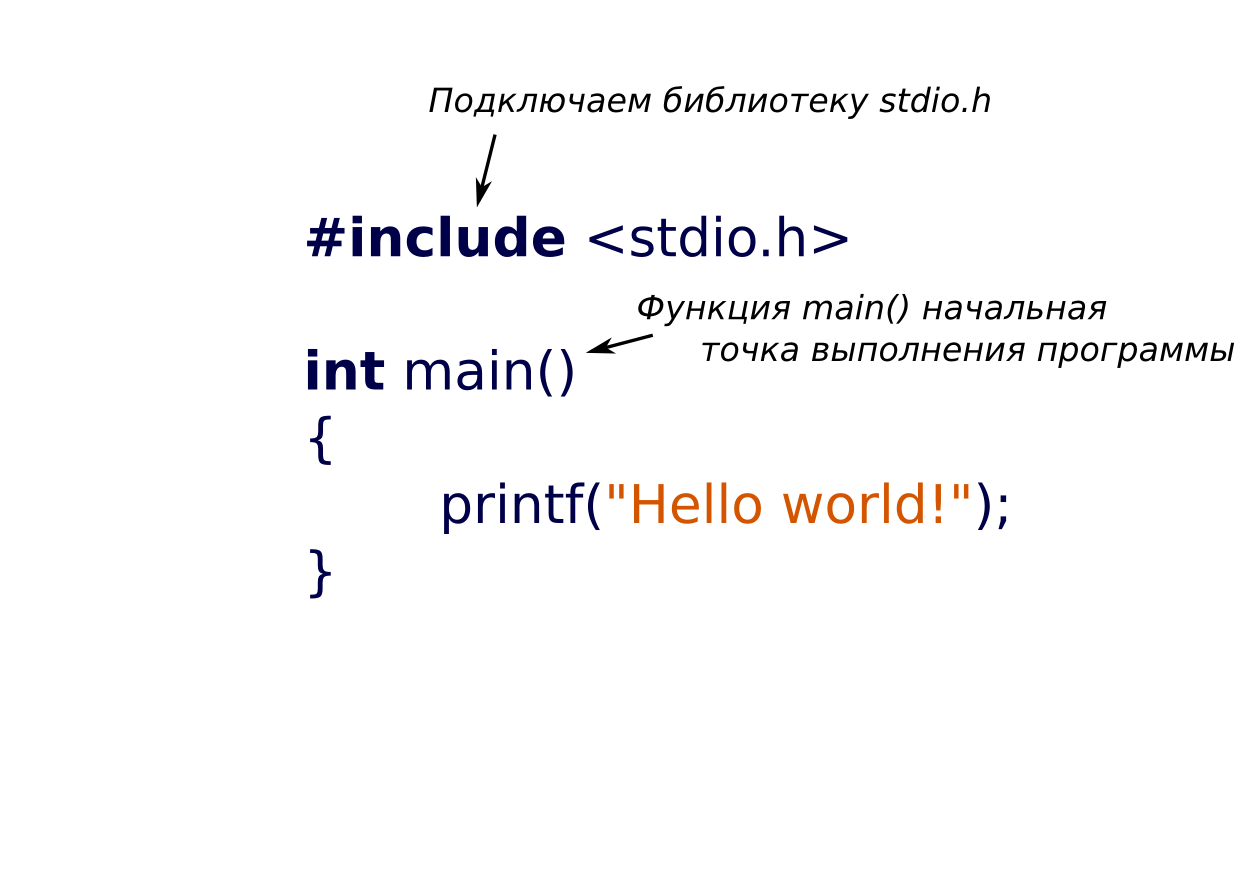 Подключаем библиотеку stdio.h
#include <stdio.h>
Функция main() начальная
точка выполнения программы
int main()
{
printf("Hello world!");
}